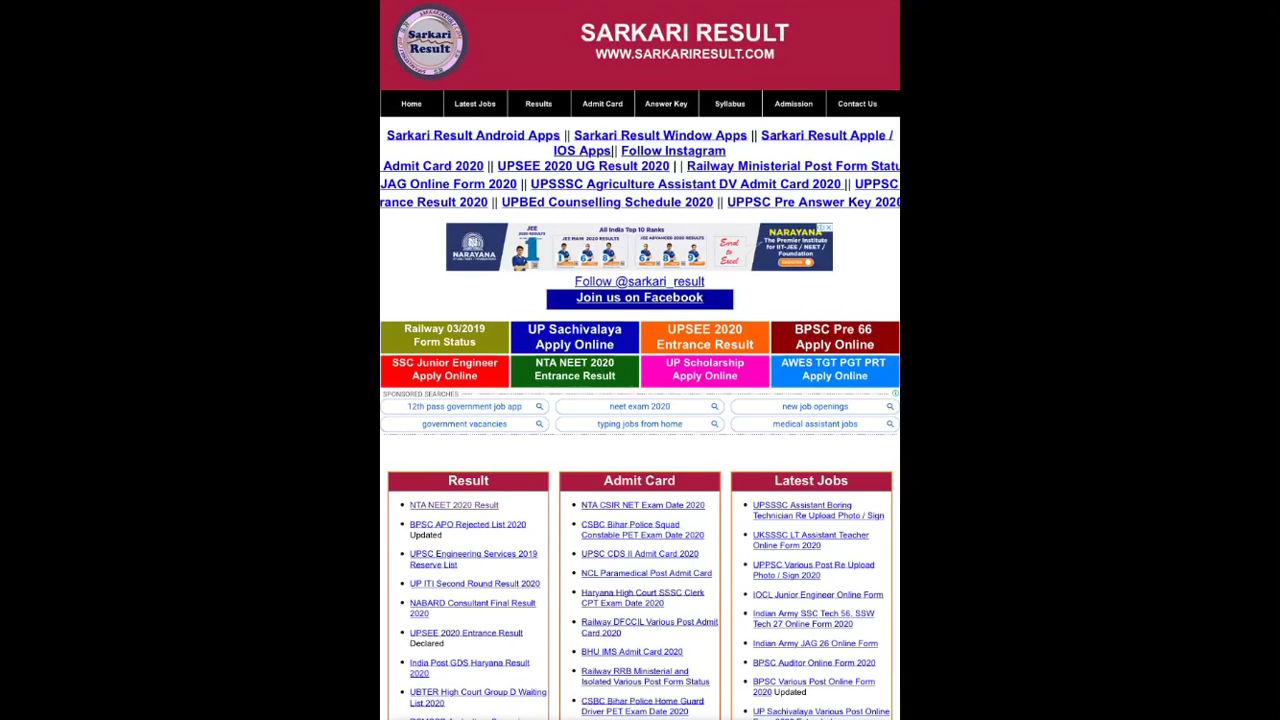 Sarkari
Result
SARKARI RESULT
WWW.SARKARIRESULT.COM
Home
Latest Jobs
Results
Admit Card
Answer Key
Syllabus
Admission
Contact Us
Sarkari Result Android Apps || Sarkari Result Window Apps || Sarkari Result Apple /
IOS Apps|| Follow Instagram
Admit Card 2020 || UPSEE 2020 UG Result 2020 | | Railway Ministerial Post Form Statu
JAG Online Form 2020 || UPSSSC Agriculture Assistant DV Admit Card 2020 || UPPSC
rance Result 2020 || UPBEd Counselling Schedule 2020 || UPPSC Pre Answer Key 2020
NARAYANA
JEE
All India Top 10 Ranks
JEE MAIN 2020 RESULTS
JEE ADVANCED 2020 RESULTS
Enrol
to
Excel
NARAYANA
The Premier Institute
for IIT-JEE / NEET /
Foundation
Follow @sarkari_result
Join us on Facebook
Railway 03/2019
Form Status
UP Sachivalaya
Apply Online
UPSEE 2020
Entrance Result
BPSC Pre 66
Apply Online
SSC Junior Engineer
Apply Online
NTA NEET 2020
Entrance Result
UP Scholarship
Apply Online
AWES TGT PGT PRT
Apply Online
SPONSORED SEARCHES
12th pass government job app
neet exam 2020
new job openings
government vacancies
typing jobs from home
medical assistant jobs
Result
NTA NEET 2020 Result
BPSC APO Rejected List 2020
Updated
UPSC Engineering Services 2019
Reserve List
UP ITI Second Round Result 2020
NABARD Consultant Final Result
2020
UPSEE 2020 Entrance Result
Declared
India Post GDS Haryana Result
2020
UBTER High Court Group D Waiting
List 2020
Admit Card
NTA CSIR NET Exam Date 2020
CSBC Bihar Police Squad
Constable PET Exam Date 2020
UPSC CDS II Admit Card 2020
NCL Paramedical Post Admit Card
Haryana High Court SSSC Clerk
CPT Exam Date 2020
Railway DFCCIL Various Post Admit
Card 2020
BHU IMS Admit Card 2020
Railway RRB Ministerial and
Isolated Various Post Form Status
CSBC Bihar Police Home Guard
Driver PET Exam Date 2020
Latest Jobs
UPSSSC Assistant Boring
Technician Re Upload Photo / Sign
UKSSSC LT Assistant Teacher
Online Form 2020
UPPSC Various Post Re Upload
Photo / Sign 2020
IOCL Junior Engineer Online Form
Indian Army SSC Tech 56, SSW
Tech 27 Online Form 2020
Indian Army JAG 26 Online Form
BPSC Auditor Online Form 2020
BPSC Various Post Online Form
2020 Updated
UP Sachivalaya Various Post Online